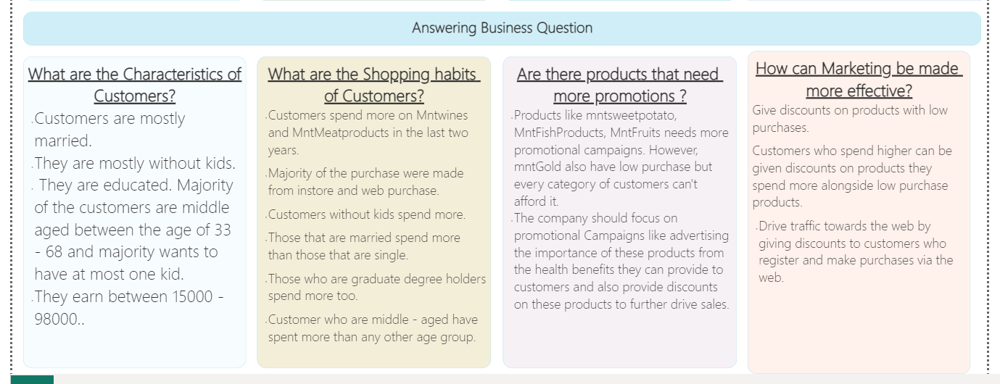 Answering Business Question
What are the Characteristics of
Customers?
.Customers are mostly
married.
.They are mostly without kids.
. They are educated. Majority
of the customers are middle
aged between the age of 33
- 68 and majority wants to
have at most one kid.
.They earn between 15000 -
98000..
What are the Shopping habits
of Customers?
.Customers spend more on Mntwines
and MntMeatproducts in the last two
years.
.Majority of the purchase were made
from instore and web purchase.
.Customers without kids spend more.
.Those that are married spend more
than those that are single.
.Those who are graduate degree holders
spend more too.
.Customer who are middle - aged have
spent more than any other age group.
Are there products that need
more promotions ?
.Products like mntsweetpotato,
MntFishProducts, MntFruits needs more
promotional campaigns. However,
mntGold also have low purchase but
every category of customers can't
afford it.
.The company should focus on
promotional Campaigns like advertising
the importance of these products from
the health benefits they can provide to
customers and also provide discounts
on these products to further drive sales.
How can Marketing be made
more effective?
Give discounts on products with low
purchases.
Customers who spend higher can be
given discounts on products they
spend more alongside low purchase
products.
.Drive traffic towards the web by
giving discounts to customers who
register and make purchases via the
web.